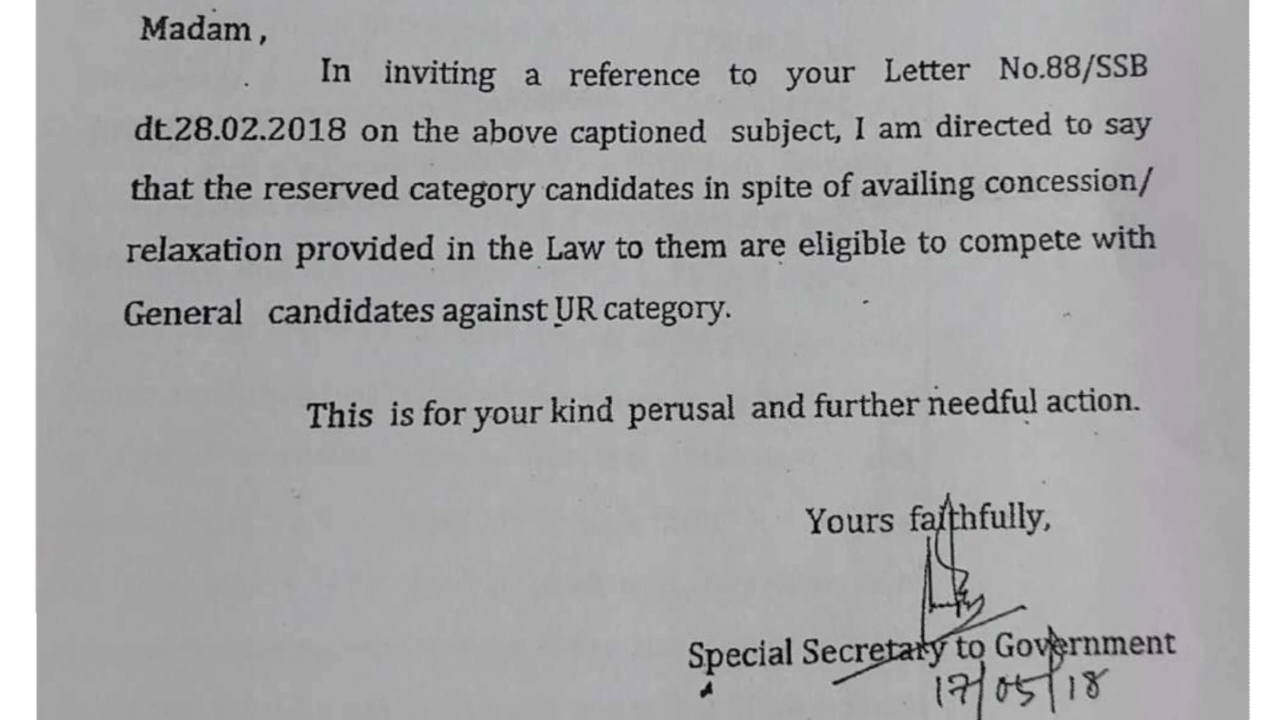 Madam,
In inviting a reference to your Letter No.88/SSB
dt.28.02.2018 on the above captioned subject, I am directed to say
that the reserved category candidates in spite of availing concession/
relaxation provided in the Law to them are eligible to compete with
General candidates against UR category.
This is for your kind perusal and further needful action.
Yours faithfully,
Special Secretary to Government
17/05/18